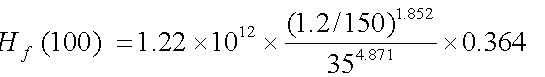 H_f (100) = 1.22 × 10^12 × (1.2/150)^1.852 / 35^4.871 × 0.364